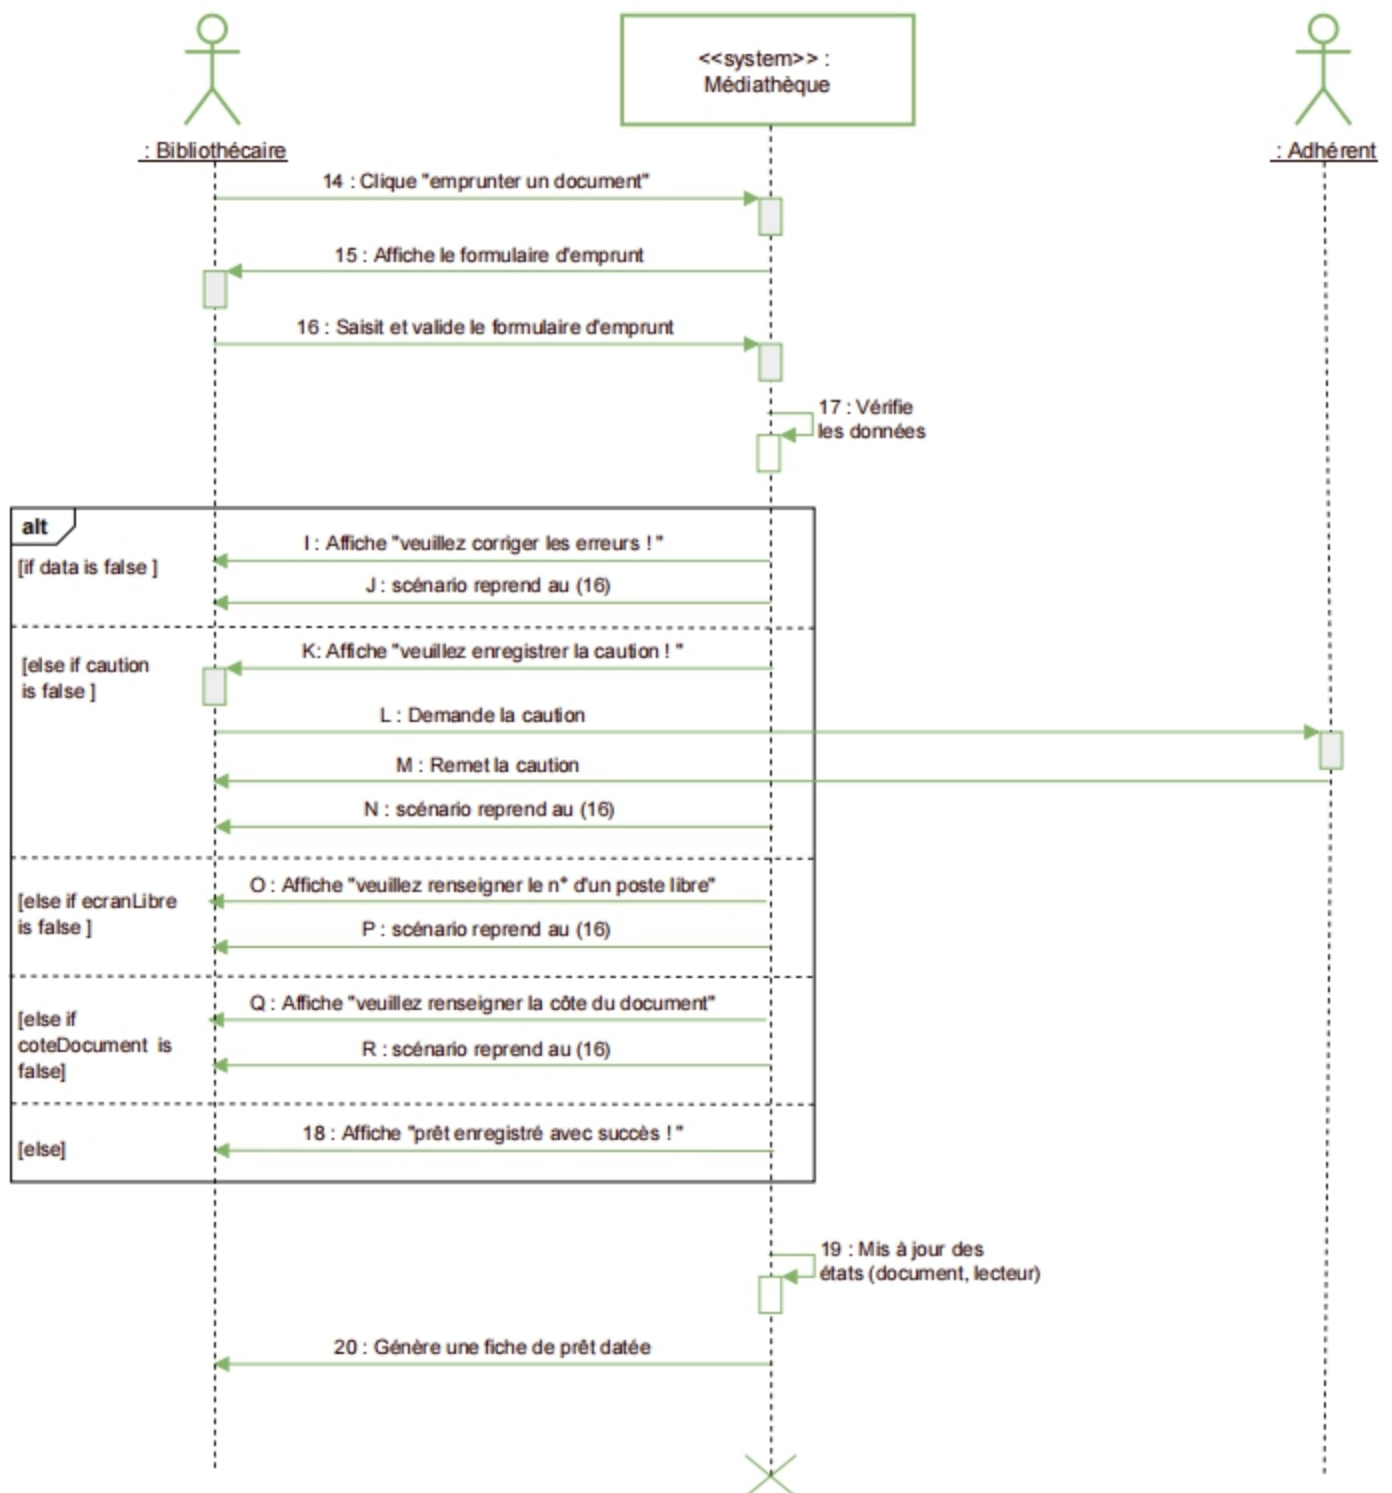 <<system>> :
Médiathèque
: Bibliothécaire
: Adhérent
14 : Clique "emprunter un document"
15 : Affiche le formulaire d'emprunt
16 : Saisit et valide le formulaire d'emprunt
17 : Vérifie
les données
alt
I : Affiche "veuillez corriger les erreurs ! "
[if data is false ]
J : scénario reprend au (16)
K: Affiche "veuillez enregistrer la caution ! "
[else if caution
is false ]
L : Demande la caution
M : Remet la caution
N : scénario reprend au (16)
O : Affiche "veuillez renseigner le n° d'un poste libre"
[else if ecranLibre
is false ]
P : scénario reprend au (16)
Q : Affiche "veuillez renseigner la côte du document"
[else if
coteDocument is
false]
R : scénario reprend au (16)
18 : Affiche "prêt enregistré avec succès ! "
[else]
19 : Mis à jour des
états (document, lecteur)
20 : Génère une fiche de prêt datée